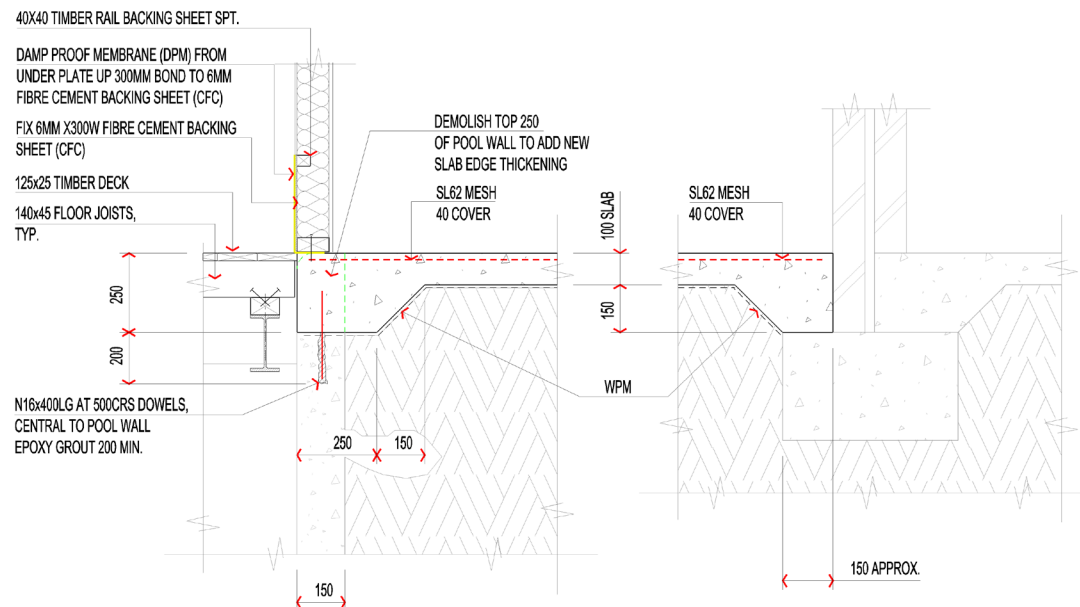 40X40 TIMBER RAIL BACKING SHEET SPT.
DAMP PROOF MEMBRANE (DPM) FROM
UNDER PLATE UP 300MM BOND TO 6MM
FIBRE CEMENT BACKING SHEET (CFC)
FIX 6MM X300W FIBRE CEMENT BACKING
SHEET (CFC)
125x25 TIMBER DECK
140x45 FLOOR JOISTS,
TYP.
DEMOLISH TOP 250
OF POOL WALL TO ADD NEW
SLAB EDGE THICKENING
SL62 MESH
40 COVER
100 SLAB
SL62 MESH
40 COVER
250
150
200
WPM
N16x400LG AT 500CRS DOWELS,
CENTRAL TO POOL WALL
EPOXY GROUT 200 MIN.
250
150
150 APPROX.
150